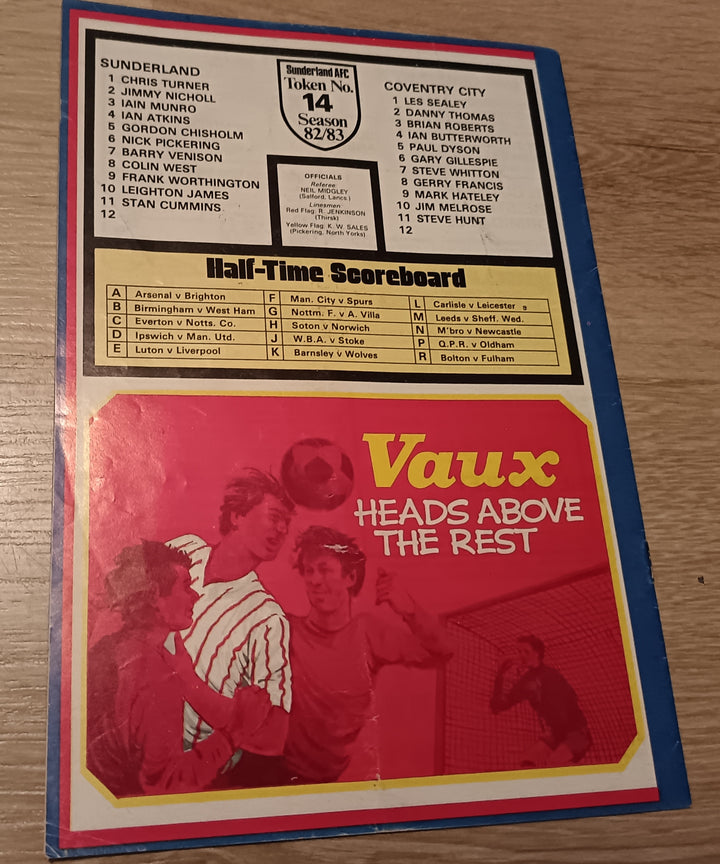 SUNDERLAND
1 CHRIS TURNER
2 JIMMY NICHOLL
3 IAIN MUNRO
4 IAN ATKINS
5 GORDON CHISHOLM
6 NICK PICKERING
7 BARRY VENISON
8 COLIN WEST
9 FRANK WORTHINGTON
10 LEIGHTON JAMES
11 STAN CUMMINS
12
Sunderland AFC
Token No.
14
Season
82/83
OFFICIALS
Referee
NEIL MIDGLEY
(Salford, Lancs.)
Linesmen
Red Flag: R. JENKINSON
(Thirsk)
Yellow Flag: K. W. SALES
(Pickering, North Yorks)
COVENTRY CITY
1 LES SEALEY
2 DANNY THOMAS
3 BRIAN ROBERTS
4 IAN BUTTERWORTH
5 PAUL DYSON
6 GARY GILLESPIE
7 STEVE WHITTON
8 GERRY FRANCIS
9 MARK HATELEY
10 JIM MELROSE
11 STEVE HUNT
12
Half-Time Scoreboard
A Arsenal v Brighton
B Birmingham v West Ham
C Everton v Notts. Co.
D Ipswich v Man. Utd.
E Luton v Liverpool
F Man. City v Spurs
G Nottm. F. v A. Villa
H Soton v Norwich
J W.B.A. v Stoke
K Barnsley v Wolves
L Carlisle v Leicester
M Leeds v Sheff. Wed.
N M'bro v Newcastle
P Q.P.R. v Oldham
R Bolton v Fulham
Vaux
HEADS ABOVE
THE REST